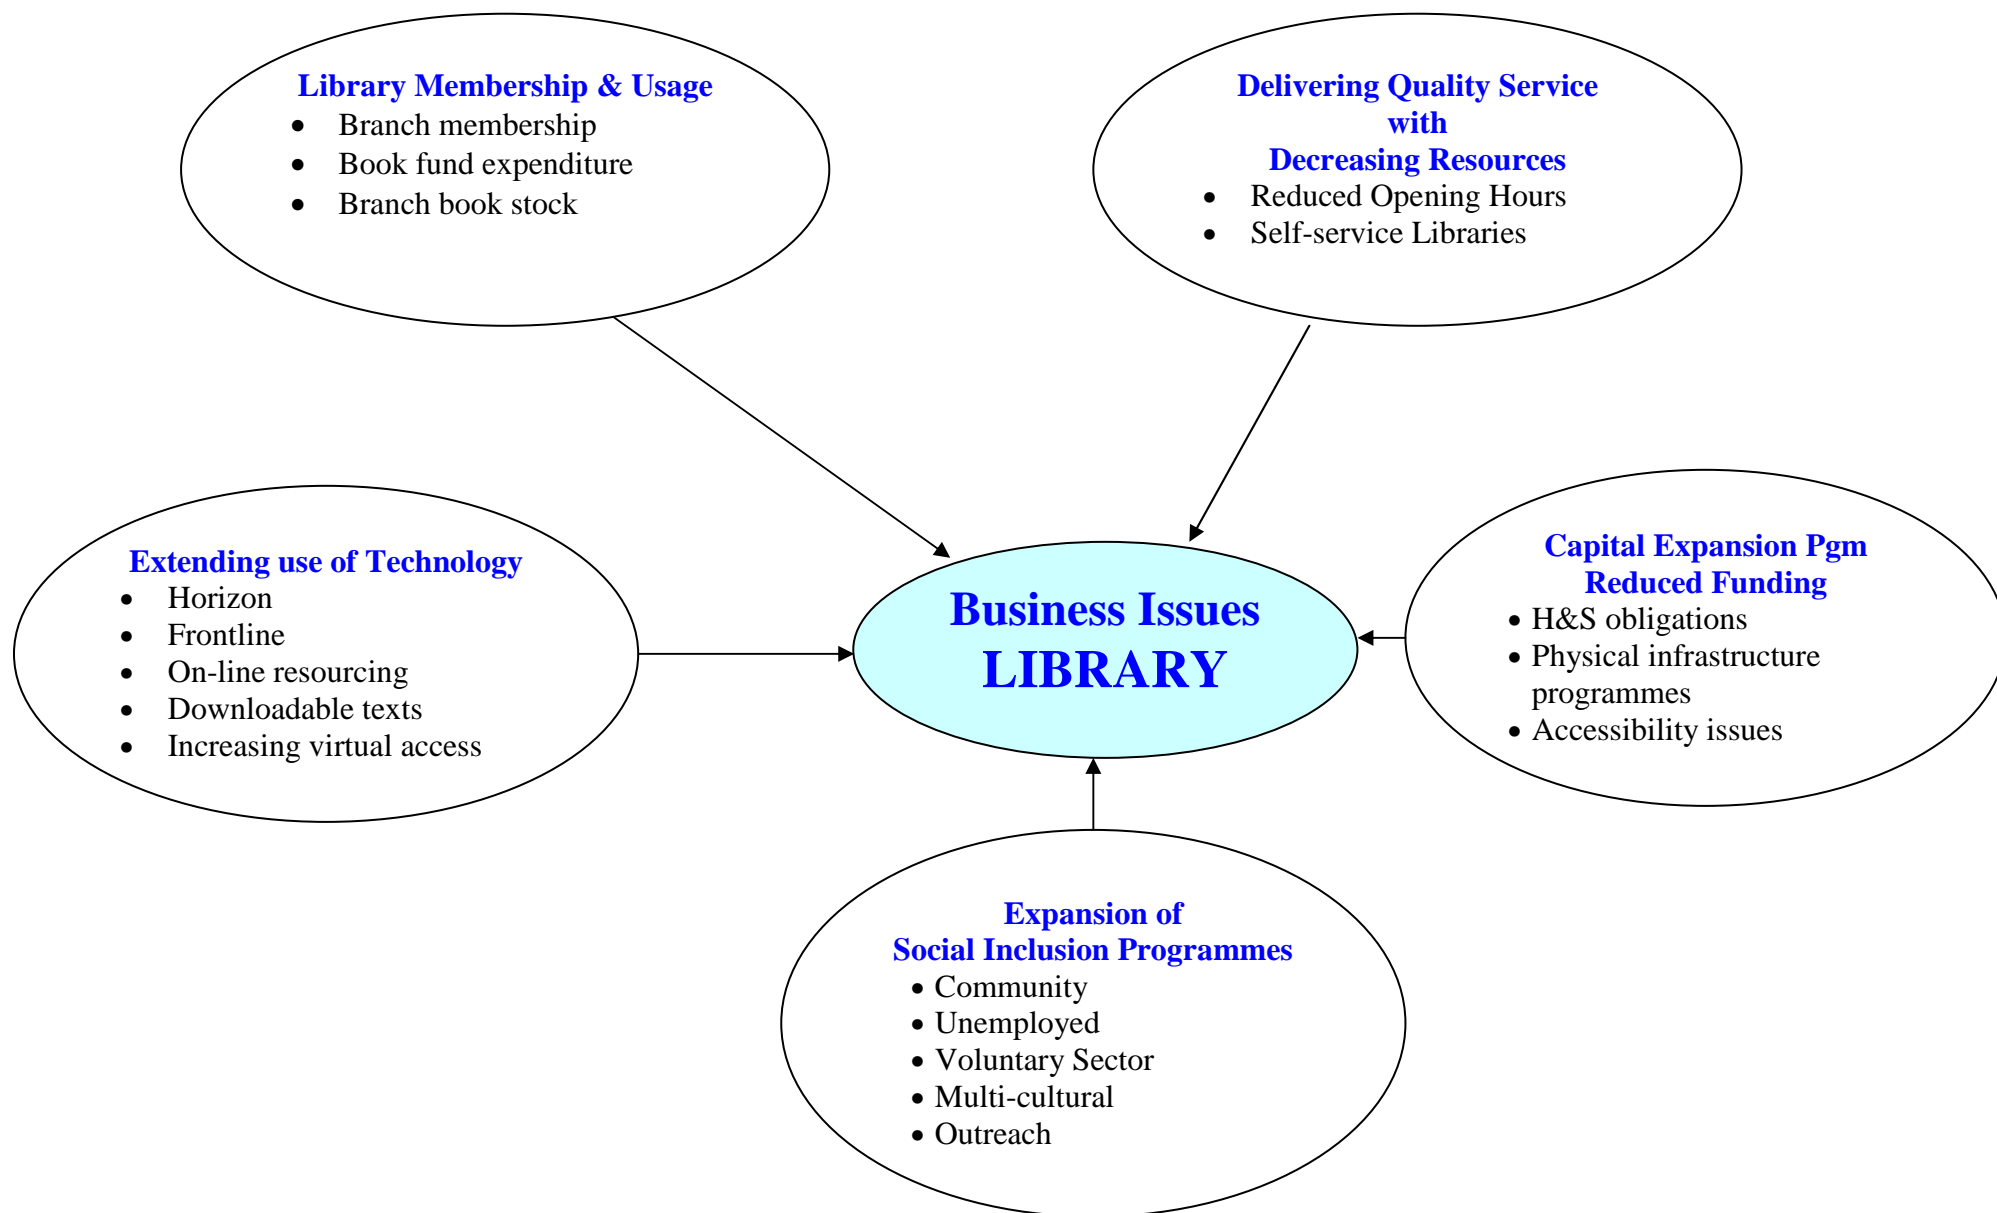 Library Membership & Usage
• Branch membership
• Book fund expenditure
• Branch book stock
Delivering Quality Service
with
Decreasing Resources
• Reduced Opening Hours
• Self-service Libraries
Extending use of Technology
• Horizon
• Frontline
• On-line resourcing
• Downloadable texts
• Increasing virtual access
Business Issues
LIBRARY
Capital Expansion Pgm
Reduced Funding
• H&S obligations
• Physical infrastructure
programmes
• Accessibility issues
Expansion of
Social Inclusion Programmes
• Community
• Unemployed
• Voluntary Sector
• Multi-cultural
• Outreach